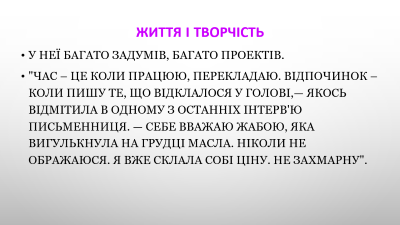 ЖИТТЯ І ТВОРЧІСТЬ
• У НЕЇ БАГАТО ЗАДУМІВ, БАГАТО ПРОЕКТІВ.
• "ЧАС – ЦЕ КОЛИ ПРАЦЮЮ, ПЕРЕКЛАДАЮ. ВІДПОЧИНОК –
КОЛИ ПИШУ ТЕ, ЩО ВІДКЛАЛОСЯ У ГОЛОВІ,— ЯКОСЬ
ВІДМІТИЛА В ОДНОМУ З ОСТАННІХ ІНТЕРВ'Ю
ПИСЬМЕННИЦЯ. — СЕБЕ ВВАЖАЮ ЖАБОЮ, ЯКА
ВИГУЛЬКНУЛА НА ГРУДЦІ МАСЛА. НІКОЛИ НЕ
ОБРАЖАЮСЯ. Я ВЖЕ СКЛАЛА СОБІ ЦІНУ. НЕ ЗАХМАРНУ".